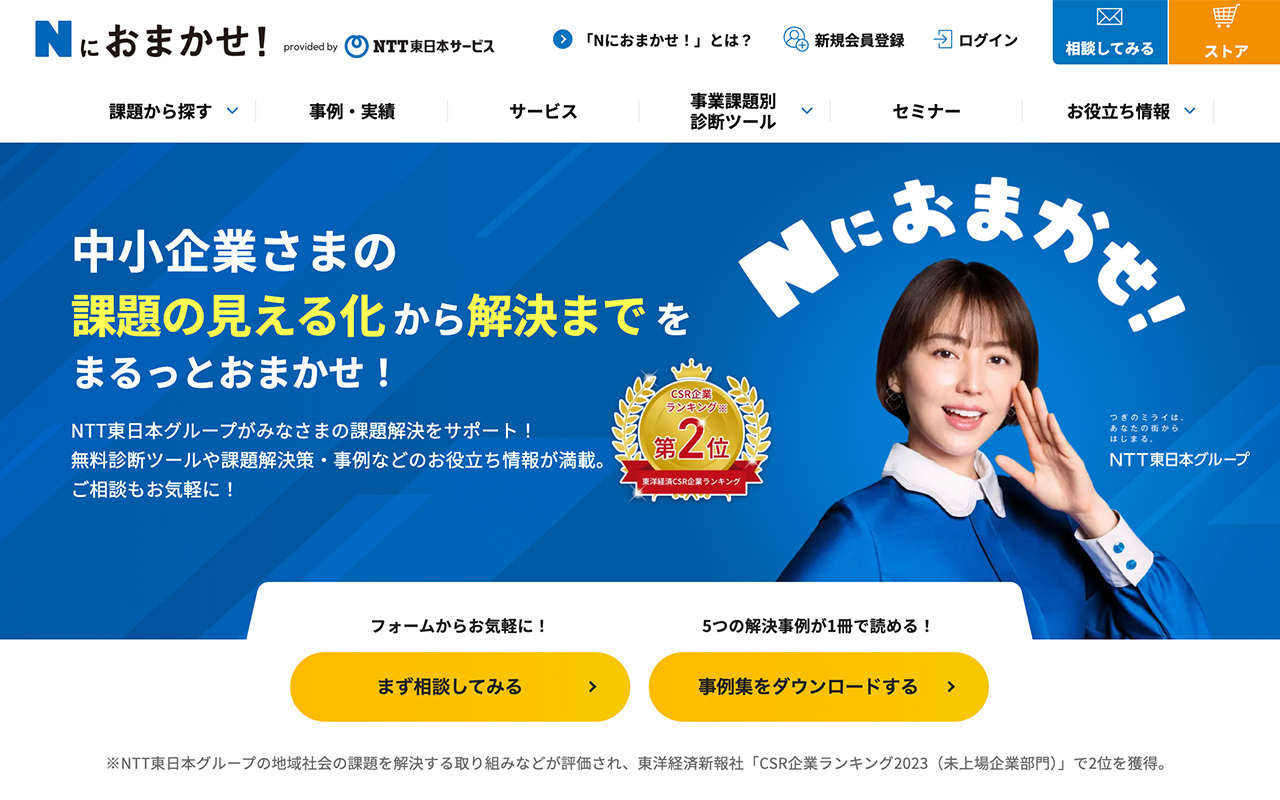 Nにおまかせ！
provided by NTT東日本サービス
「Nにおまかせ！」とは？
新規会員登録
ログイン
相談してみる
ストア
課題から探す
事例・実績
サービス
事業課題別
診断ツール
セミナー
お役立ち情報
中小企業さまの
課題の見える化から解決までを
まるっとおまかせ！
NTT東日本グループがみなさまの課題解決をサポート！
無料診断ツールや課題解決策・事例などのお役立ち情報が満載。
ご相談もお気軽に！
CSR企業
ランキング※
第2位
東洋経済CSR企業ランキング
Nにおまかせ！
つぎのミライは、
あなたの街から
はじまる。
NTT東日本グループ
フォームからお気軽に！
まず相談してみる
5つの解決事例が1冊で読める！
事例集をダウンロードする
※NTT東日本グループの地域社会の課題を解決する取り組みなどが評価され、東洋経済新報社「CSR企業ランキング2023（未上場企業部門）」で2位を獲得。